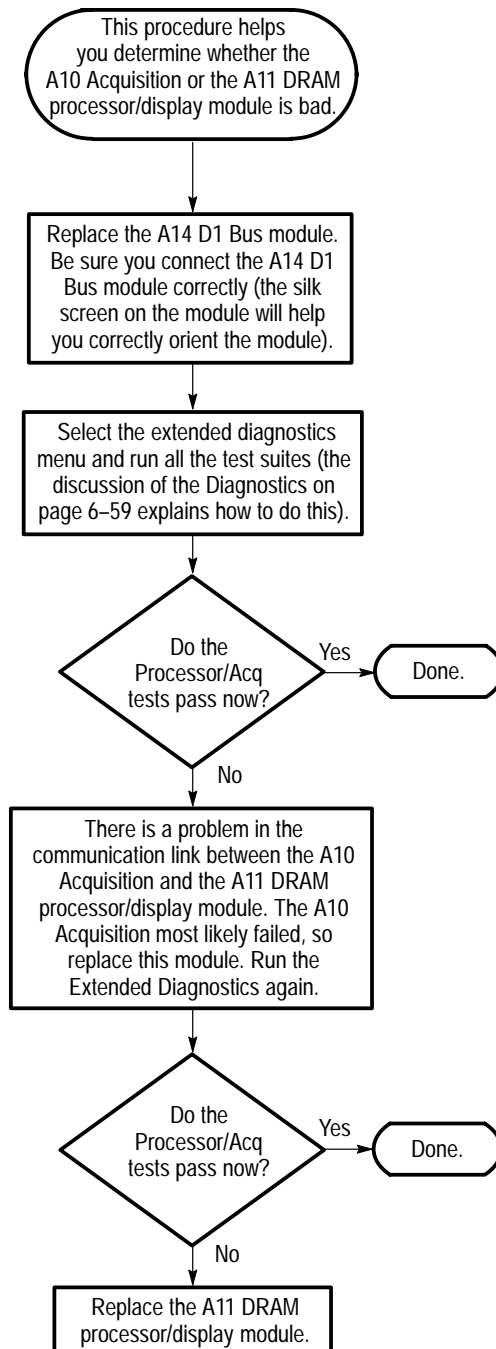 This procedure helps
you determine whether the
A10 Acquisition or the A11 DRAM
processor/display module is bad.
Replace the A14 D1 Bus module.
Be sure you connect the A14 D1
Bus module correctly (the silk
screen on the module will help
you correctly orient the module).
Select the extended diagnostics
menu and run all the test suites (the
discussion of the Diagnostics on
page 6–59 explains how to do this).
Do the
Processor/Acq
tests pass now?
Yes
Done.
No
There is a problem in the
communication link between the A10
Acquisition and the A11 DRAM
processor/display module. The A10
Acquisition most likely failed, so
replace this module. Run the
Extended Diagnostics again.
Do the
Processor/Acq
tests pass now?
Yes
Done.
No
Replace the A11 DRAM
processor/display module.